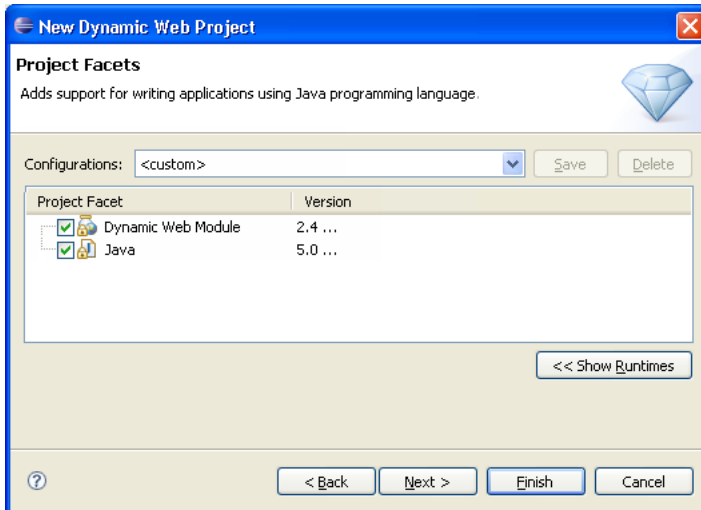 New Dynamic Web Project
Project Facets
Adds support for writing applications using Java programming language.
Configurations: <custom> Save Delete
Project Facet Version
Dynamic Web Module 2.4 ...
Java 5.0 ...
<< Show Runtimes
? < Back Next > Finish Cancel